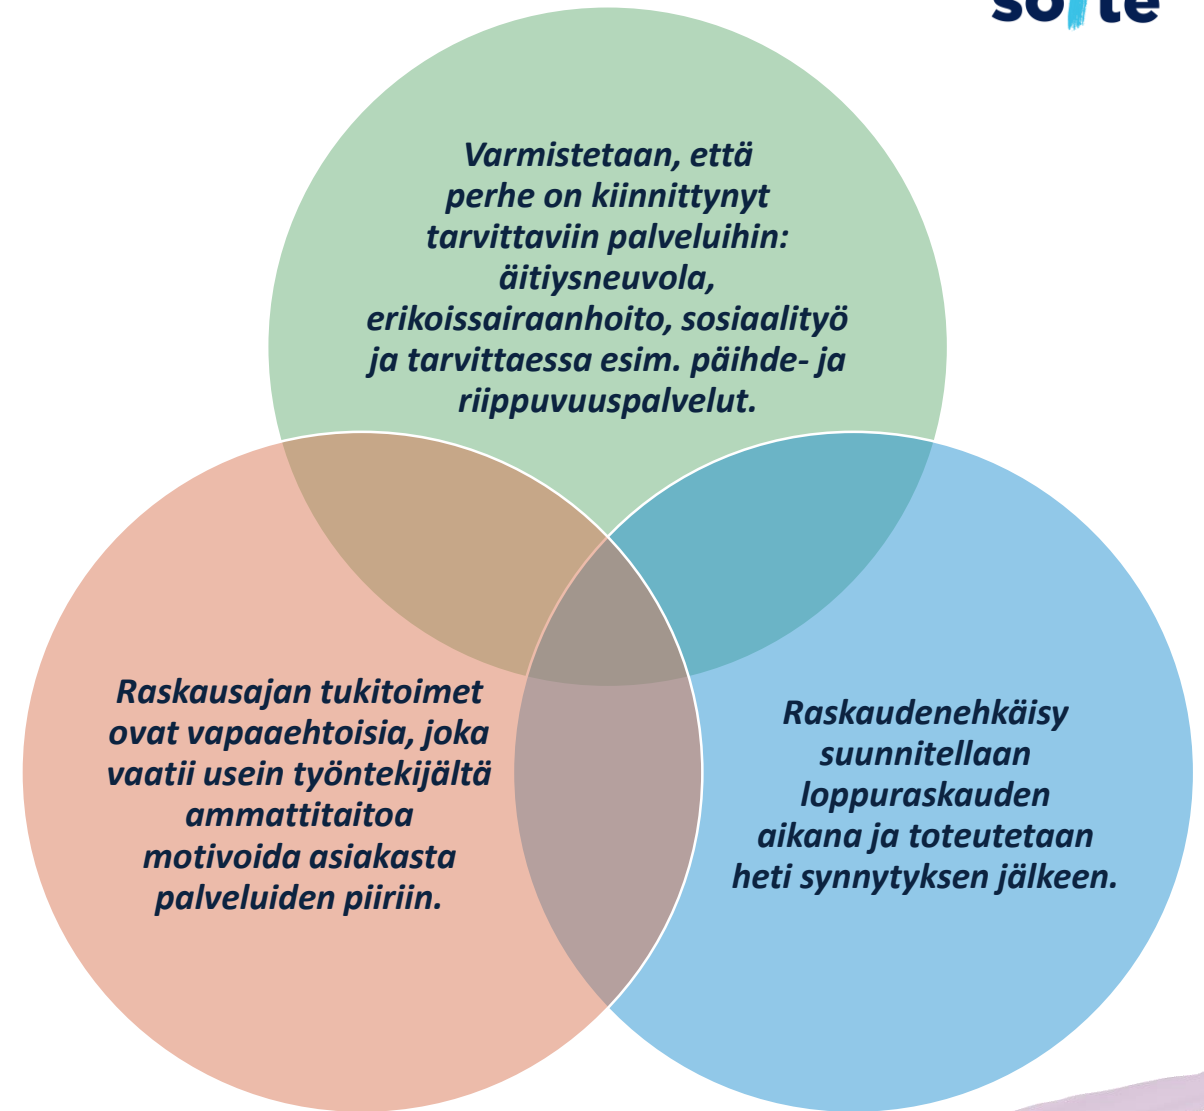 soite
Varmistetaan, että
perhe on kiinnittynyt
tarvittaviin palveluihin:
äitiysneuvola,
erikoissairaanhoito, sosiaalityö
ja tarvittaessa esim. päihde- ja
riippuvuuspalvelut.
Raskausajan tukitoimet
ovat vapaaehtoisia, joka
vaatii usein työntekijältä
ammattitaitoa
motivoida asiakasta
palveluiden piiriin.
Raskaudenehkäisy
suunnitellaan
loppuraskauden
aikana ja toteutetaan
heti synnytyksen jälkeen.